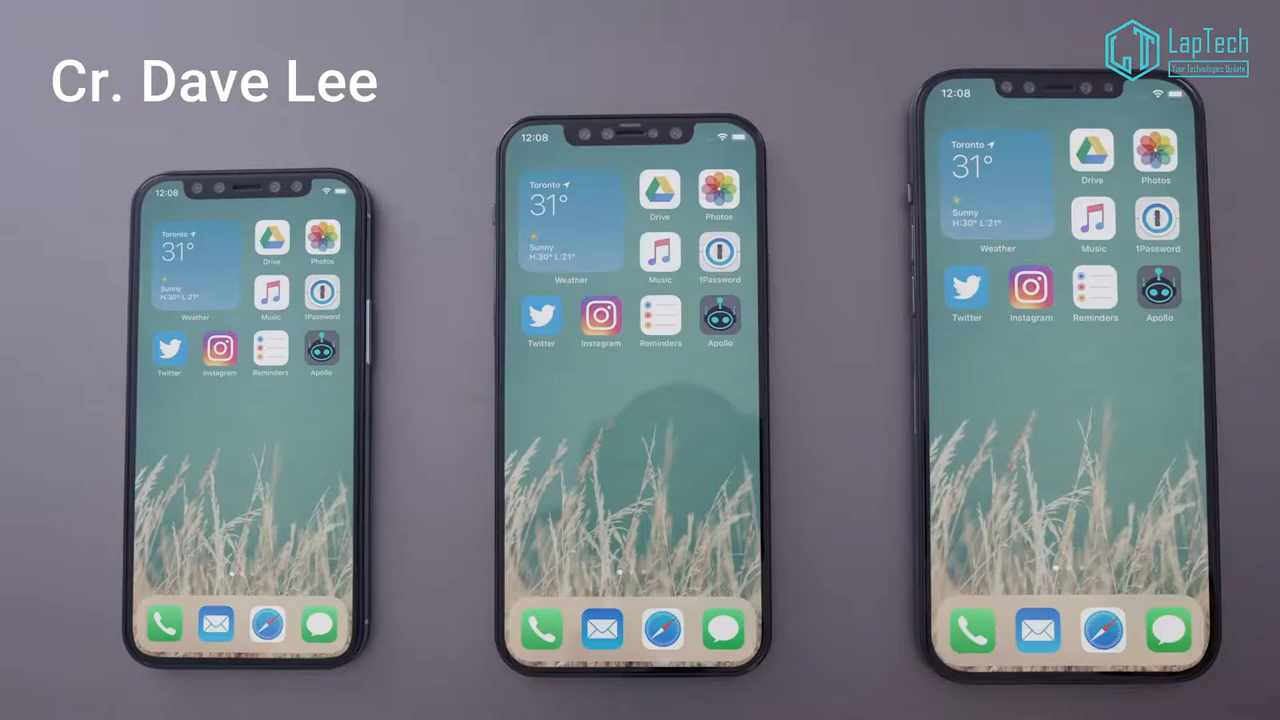 Cr. Dave Lee
LapTech
Your Technologies Update
12:08
Toronto
31°
Sunny
H:30° L:21°
Weather
Drive
Photos
Music
1Password
Twitter
Instagram
Reminders
Apollo
12:08
Toronto
31°
Sunny
H:30° L:21°
Weather
Drive
Photos
Music
1Password
Twitter
Instagram
Reminders
Apollo
12:08
Toronto
31°
Sunny
H:30° L:21°
Weather
Drive
Photos
Music
1Password
Twitter
Instagram
Reminders
Apollo